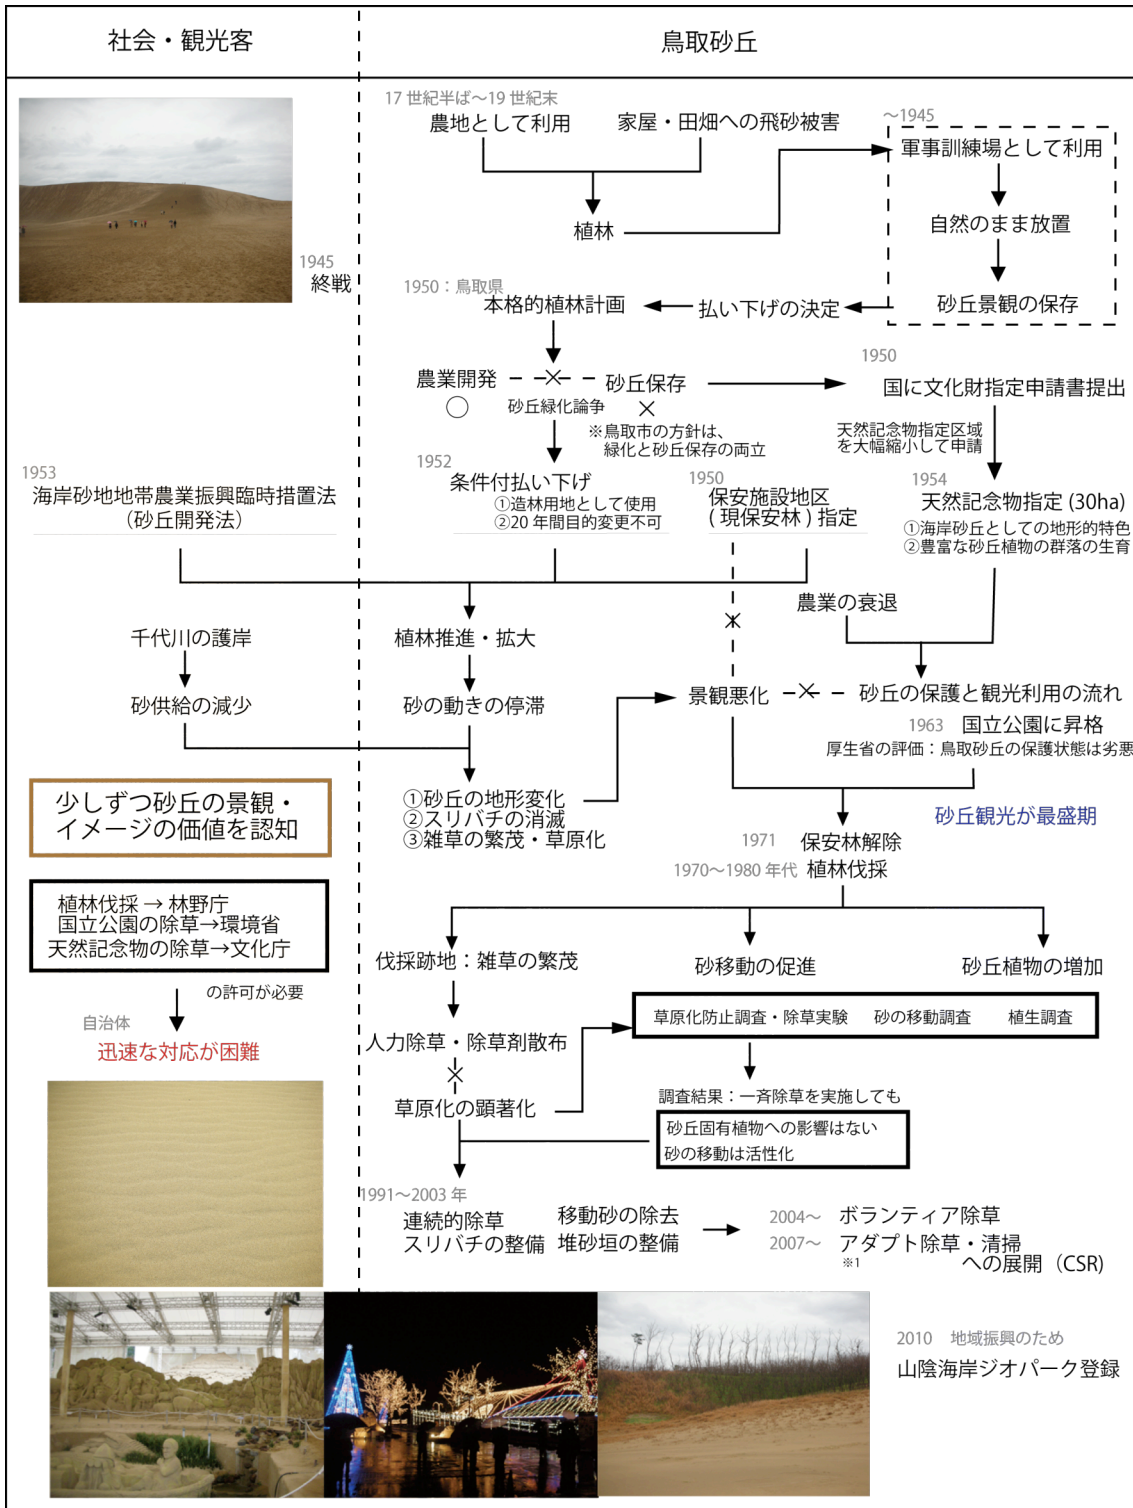 社会・観光客
鳥取砂丘
17 世紀半ば～19 世紀末
農地として利用
家屋・田畑への飛砂被害
～1945
軍事訓練場として利用
植林
自然のまま放置
砂丘景観の保存
1945
終戦
1950：鳥取県
本格的植林計画
払い下げの決定
農業開発
砂丘保存
○
砂丘緑化論争
×
※鳥取市の方針は、
緑化と砂丘保存の両立
1950
国に文化財指定申請書提出
天然記念物指定区域
を大幅縮小して申請
1953
海岸砂地地帯農業振興臨時措置法
（砂丘開発法）
1952
条件付払い下げ
①造林用地として使用
②20 年間目的変更不可
1950
保安施設地区
( 現保安林 ) 指定
1954
天然記念物指定 (30ha)
①海岸砂丘としての地形的特色
②豊富な砂丘植物の群落の生育
農業の衰退
千代川の護岸
植林推進・拡大
砂供給の減少
砂の動きの停滞
景観悪化
砂丘の保護と観光利用の流れ
1963 国立公園に昇格
厚生省の評価：鳥取砂丘の保護状態は劣悪
①砂丘の地形変化
②スリバチの消滅
③雑草の繁茂・草原化
砂丘観光が最盛期
少しずつ砂丘の景観・
イメージの価値を認知
1971 保安林解除
1970～1980 年代 植林伐採
植林伐採 → 林野庁
国立公園の除草→環境省
天然記念物の除草→文化庁
の許可が必要
自治体
迅速な対応が困難
伐採跡地：雑草の繁茂
砂移動の促進
砂丘植物の増加
草原化防止調査・除草実験 砂の移動調査 植生調査
人力除草・除草剤散布
草原化の顕著化
調査結果：一斉除草を実施しても
砂丘固有植物への影響はない
砂の移動は活性化
1991～2003 年
連続的除草 移動砂の除去
スリバチの整備 堆砂垣の整備
2004～ ボランティア除草
2007～ アダプト除草・清掃
※1 への展開（CSR)
2010 地域振興のため
山陰海岸ジオパーク登録